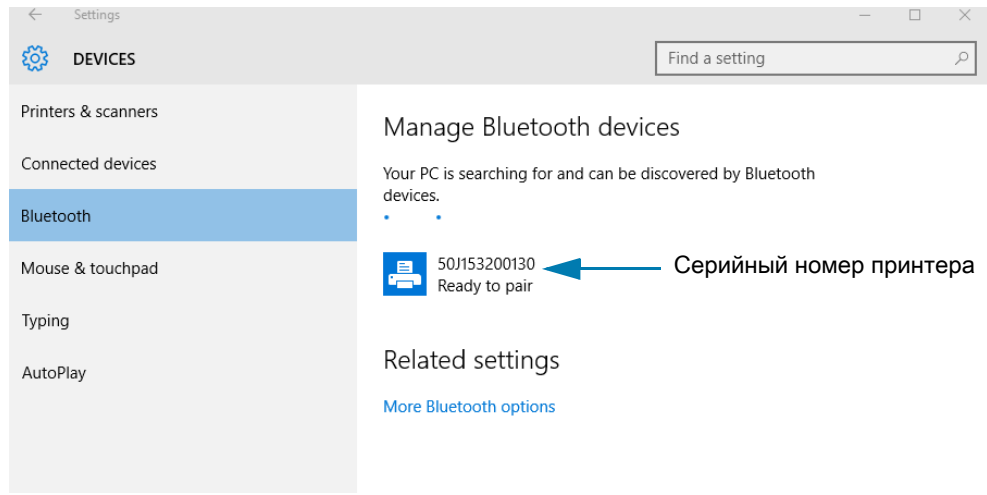 Settings
DEVICES
Find a setting
Printers & scanners
Connected devices
Bluetooth
Mouse & touchpad
Typing
AutoPlay
Manage Bluetooth devices
Your PC is searching for and can be discovered by Bluetooth
devices.
50J153200130
Серийный номер принтера
Ready to pair
Related settings
More Bluetooth options